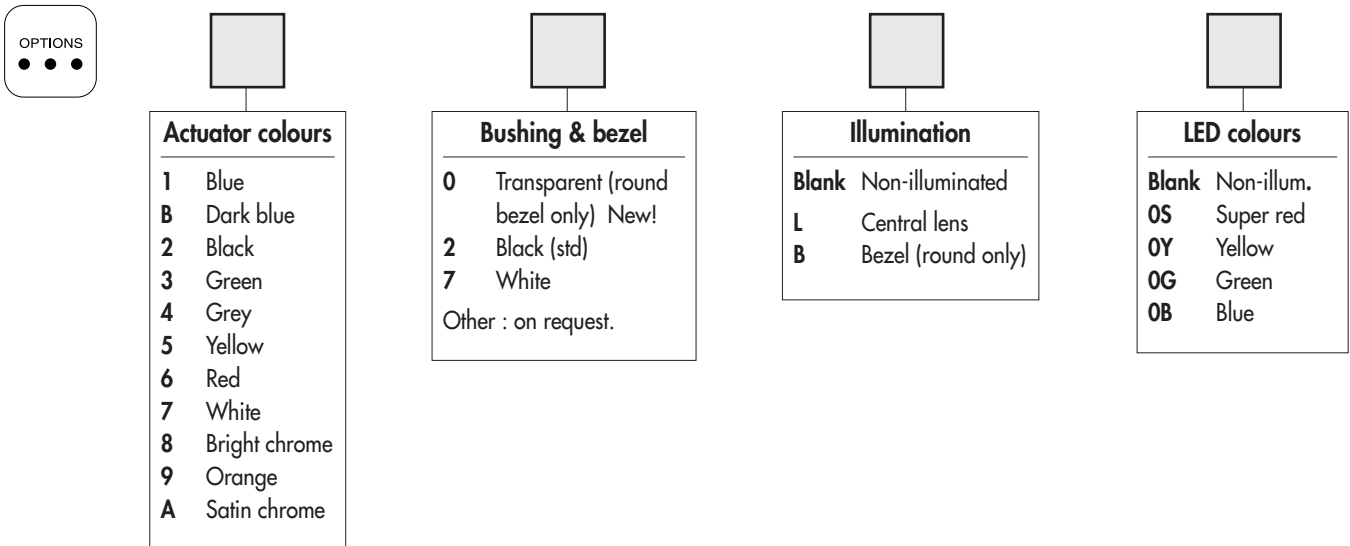 OPTIONS
Actuator colours
1 Blue
B Dark blue
2 Black
3 Green
4 Grey
5 Yellow
6 Red
7 White
8 Bright chrome
9 Orange
A Satin chrome
Bushing & bezel
0 Transparent (round
bezel only) New!
2 Black (std)
7 White
Other : on request.
Illumination
Blank Non-illuminated
L Central lens
B Bezel (round only)
LED colours
Blank Non-illum.
0S Super red
0Y Yellow
0G Green
0B Blue